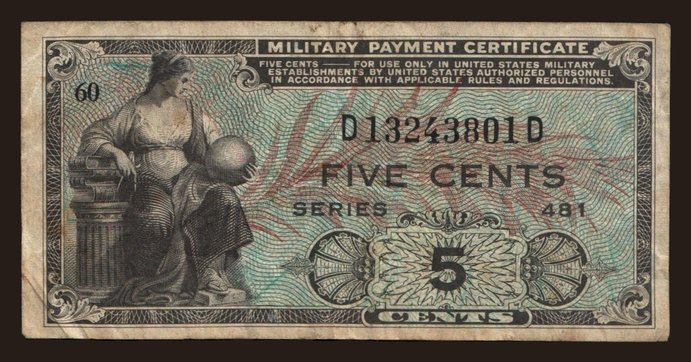 MILITARY PAYMENT CERTIFICATE
FIVE CENTS — FOR USE ONLY IN UNITED STATES MILITARY
ESTABLISHMENTS BY UNITED STATES AUTHORIZED PERSONNEL
IN ACCORDANCE WITH APPLICABLE RULES AND REGULATIONS.
60
D13243801D
FIVE CENTS
SERIES 481
5
CENTS